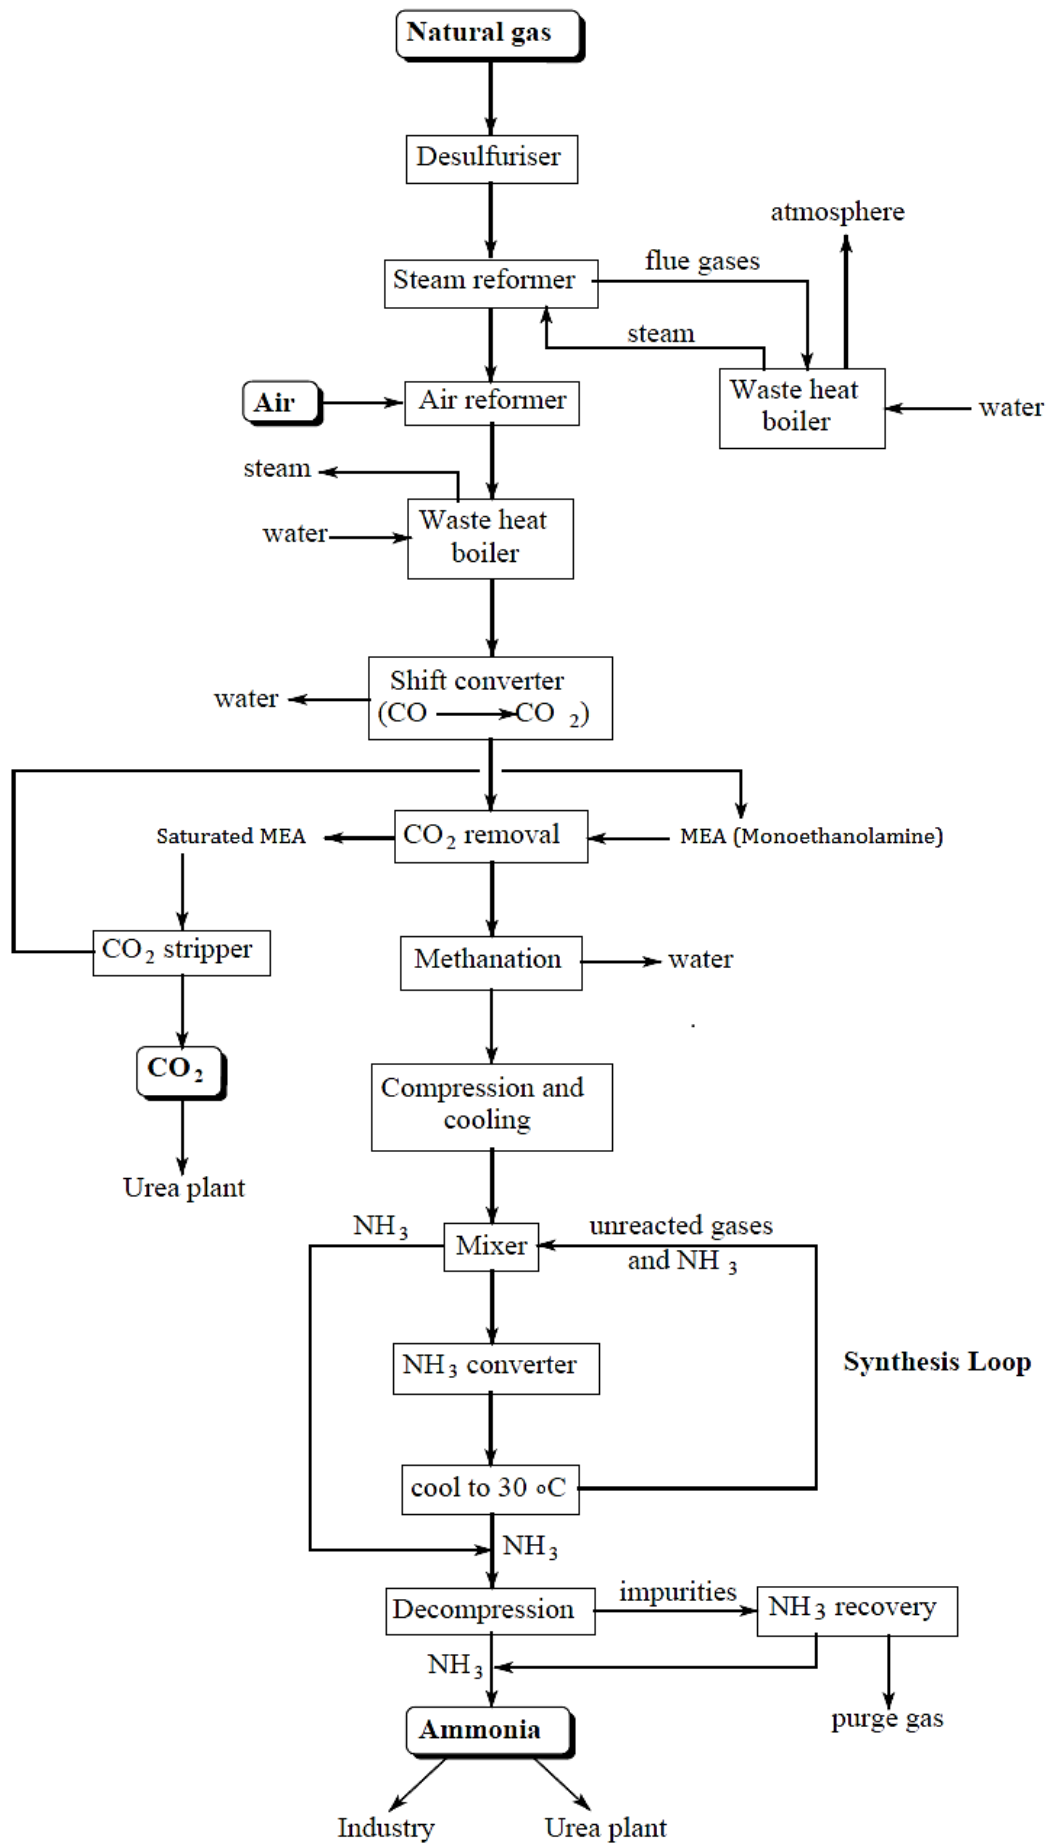 Natural gas
Desulfuriser
atmosphere
Steam reformer
flue gases
steam
Air
Air reformer
Waste heat
boiler
water
steam
water
Waste heat
boiler
water
Shift converter
(CO CO 2)
Saturated MEA
CO2 removal
MEA (Monoethanolamine)
CO2 stripper
Methanation
water
CO2
Compression and
cooling
Urea plant
NH3
Mixer
unreacted gases
and NH 3
NH3 converter
Synthesis Loop
cool to 30 oC
NH3
Decompression
impurities
NH3 recovery
NH3
purge gas
Ammonia
Industry
Urea plant